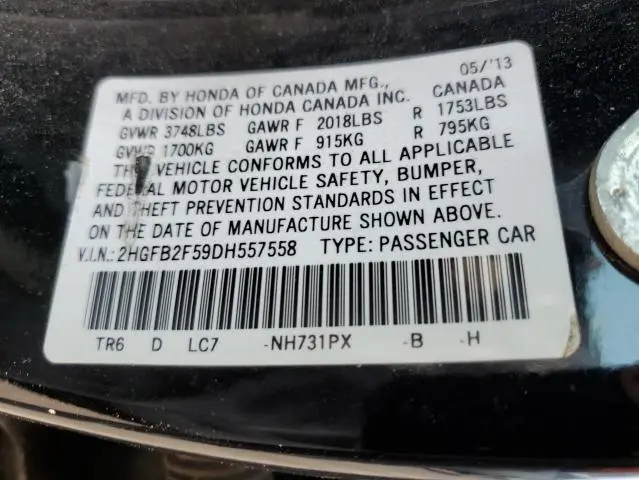 05/'13
MFD. BY HONDA OF CANADA MFG., CANADA
A DIVISION OF HONDA CANADA INC.
GVWR 3748LBS GAWR F 2018LBS R 1753LBS
GVWR 1700KG GAWR F 915KG R 795KG
THIS VEHICLE CONFORMS TO ALL APPLICABLE
FEDERAL MOTOR VEHICLE SAFETY, BUMPER,
AND THEFT PREVENTION STANDARDS IN EFFECT
ON THE DATE OF MANUFACTURE SHOWN ABOVE.
V.I.N.: 2HGFB2F59DH557558 TYPE: PASSENGER CAR
TR6 D LC7 -NH731PX -B -H